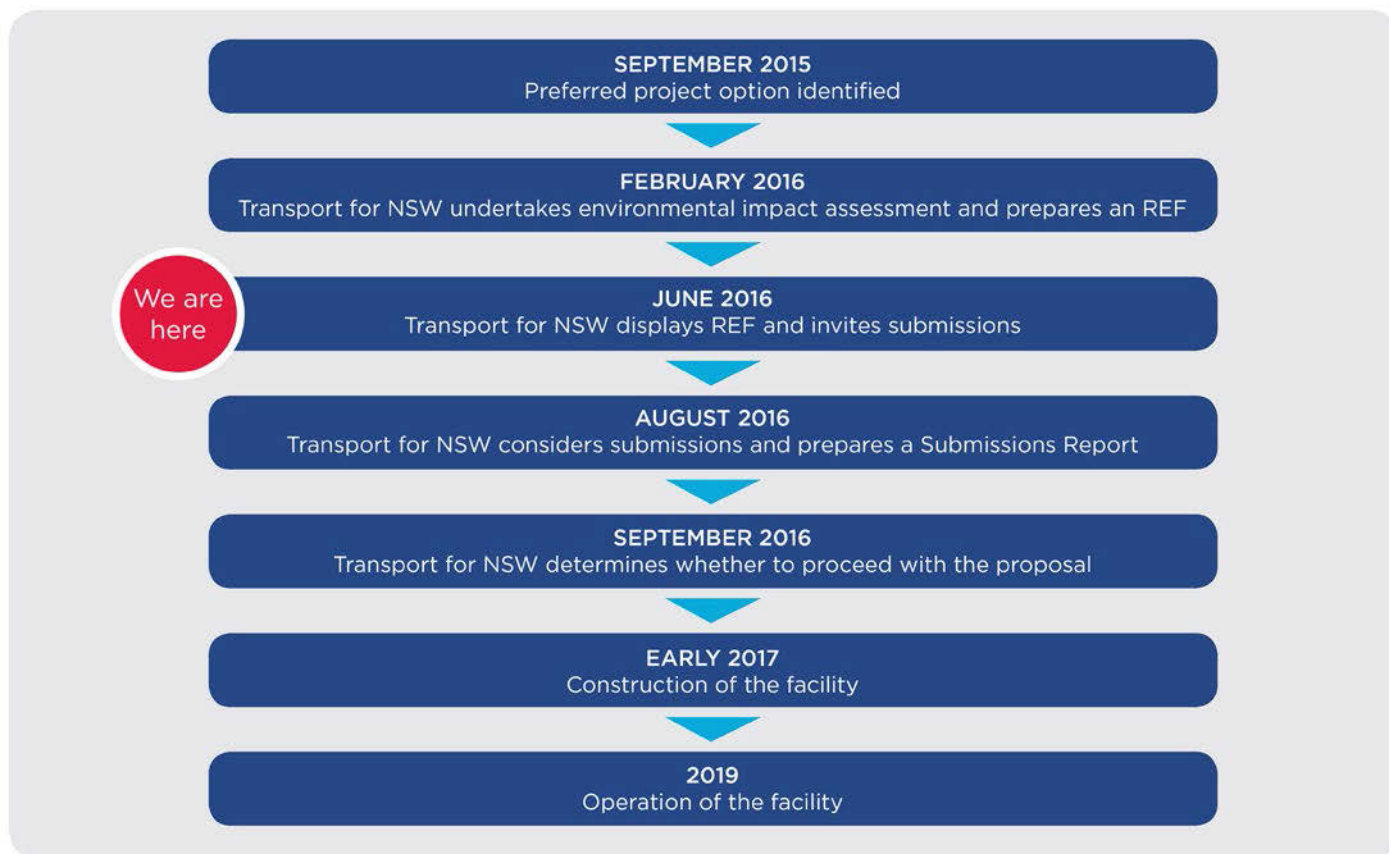 SEPTEMBER 2015
Preferred project option identified
FEBRUARY 2016
Transport for NSW undertakes environmental impact assessment and prepares an REF
We are
here
JUNE 2016
Transport for NSW displays REF and invites submissions
AUGUST 2016
Transport for NSW considers submissions and prepares a Submissions Report
SEPTEMBER 2016
Transport for NSW determines whether to proceed with the proposal
EARLY 2017
Construction of the facility
2019
Operation of the facility